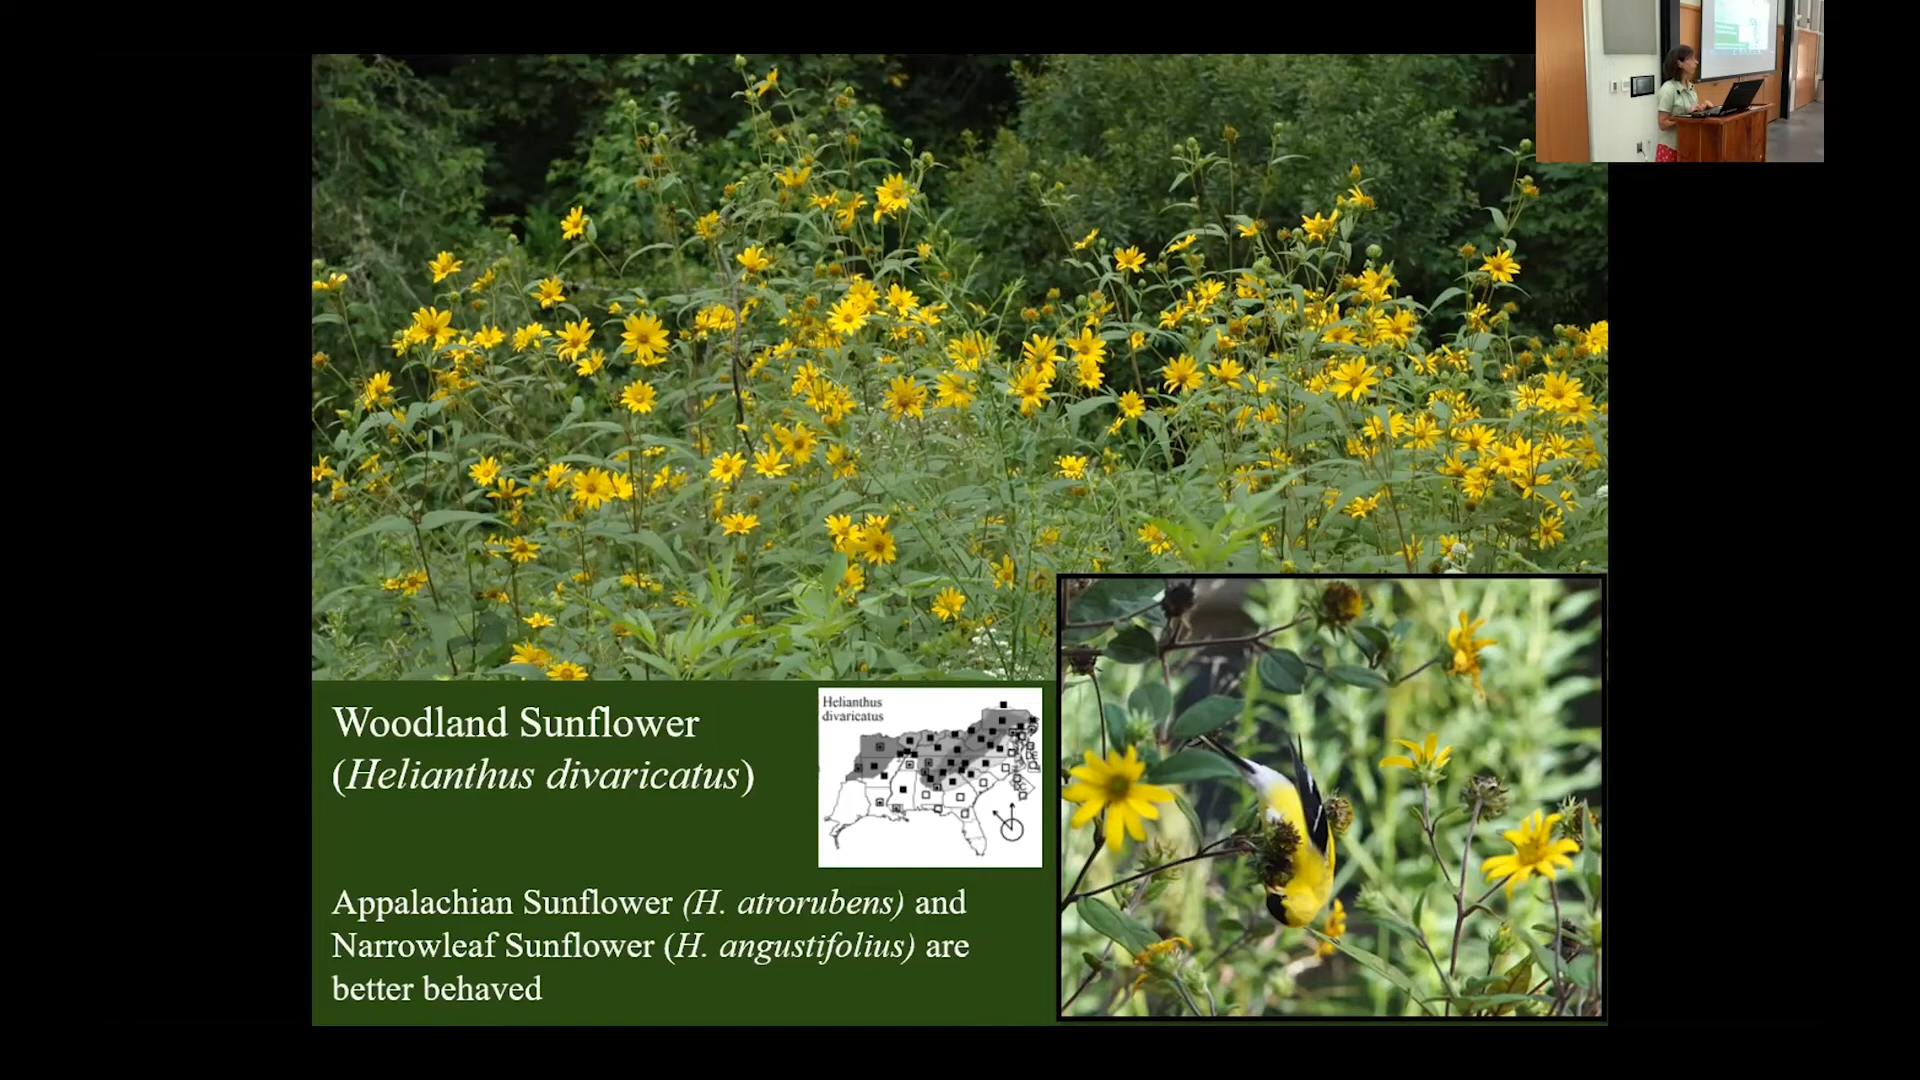 Woodland Sunflower
(Helianthus divaricatus)
Helianthus
divaricatus
Appalachian Sunflower (H. atrorubens) and
Narrowleaf Sunflower (H. angustifolius) are
better behaved